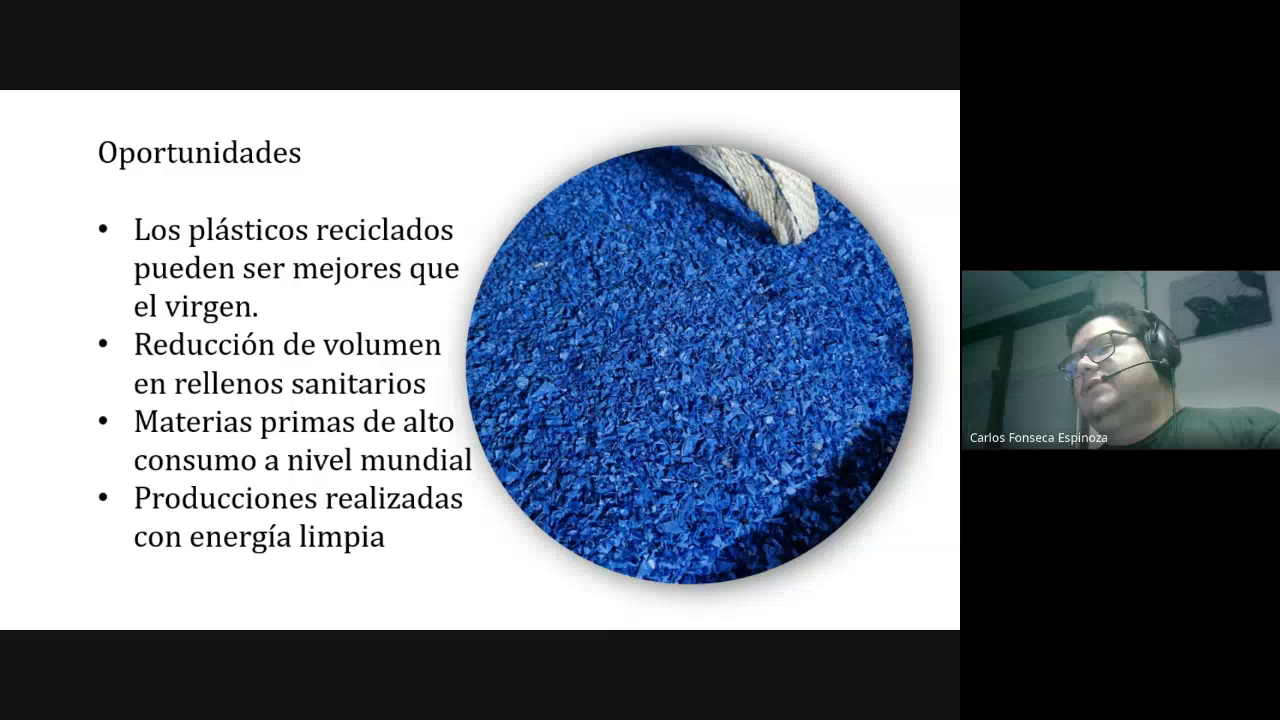 Oportunidades
• Los plásticos reciclados
pueden ser mejores que
el virgen.
• Reducción de volumen
en rellenos sanitarios
• Materias primas de alto
consumo a nivel mundial
• Producciones realizadas
con energía limpia
Carlos Fonseca Espinoza